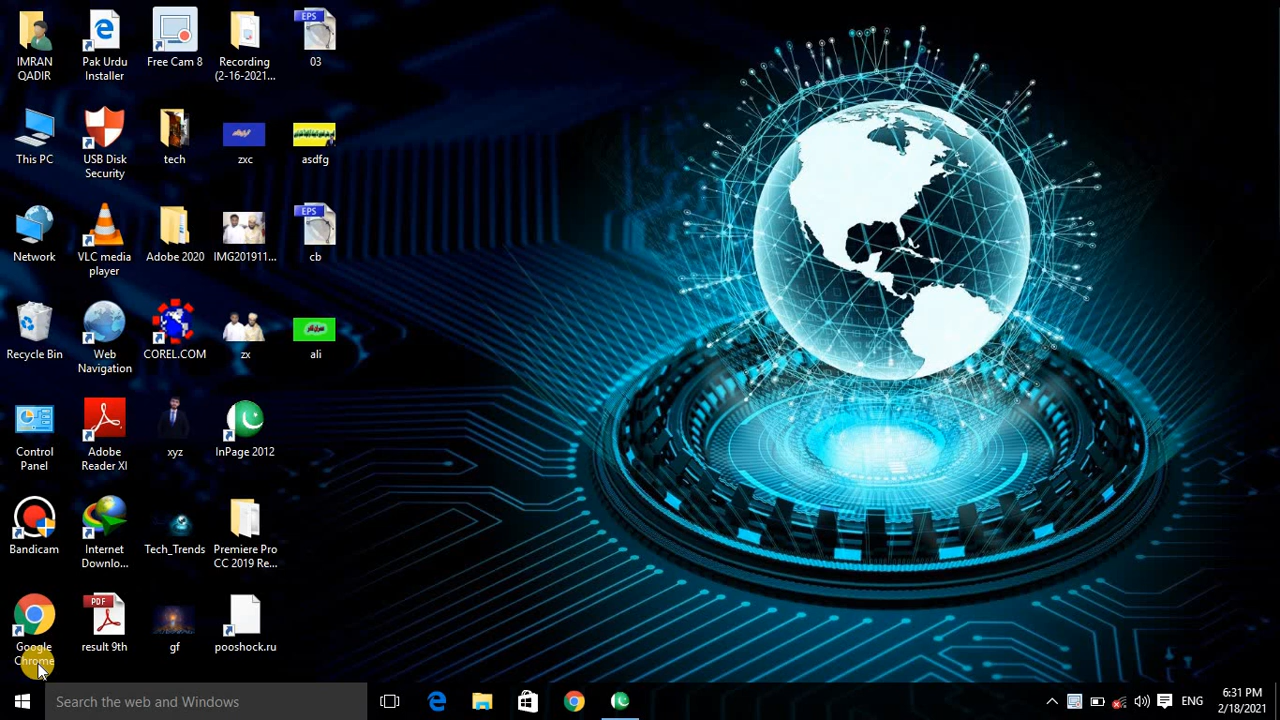 IMRAN
QADIR
Pak Urdu
Installer
Free Cam 8
Recording
(2-16-2021...
EPS
03
This PC
USB Disk
Security
tech
zxc
asdfg
Network
VLC media
player
Adobe 2020
IMG201911...
EPS
cb
Recycle Bin
Web
Navigation
COREL.COM
zx
ali
Control
Panel
Adobe
Reader XI
xyz
InPage 2012
Bandicam
Internet
Downlo...
Tech_Trends
Premiere Pro
CC 2019 Re...
Google
Chrome
PDF
result 9th
gf
pooshock.ru
Search the web and Windows
ENG
6:31 PM
2/18/2021